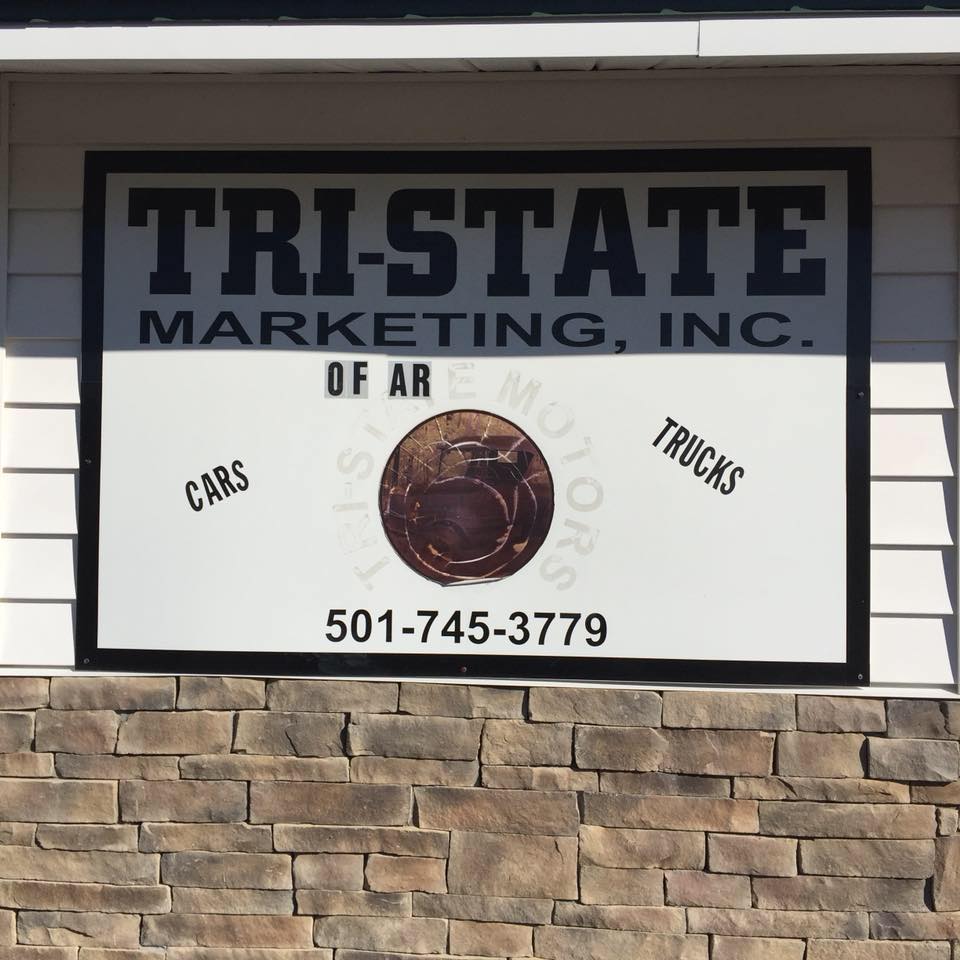 TRI-STATE
MARKETING, INC.
OF AR
TRI-STATE MOTORS
CARS
TRUCKS
501-745-3779